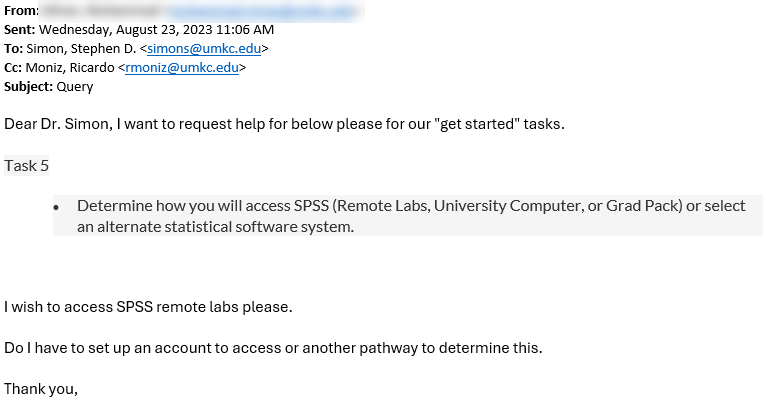 From:
Sent: Wednesday, August 23, 2023 11:06 AM
To: Simon, Stephen D. <simons@umkc.edu>
Cc: Moniz, Ricardo <rmoniz@umkc.edu>
Subject: Query
Dear Dr. Simon, I want to request help for below please for our "get started" tasks.
Task 5
• Determine how you will access SPSS (Remote Labs, University Computer, or Grad Pack) or select
an alternate statistical software system.
I wish to access SPSS remote labs please.
Do I have to set up an account to access or another pathway to determine this.
Thank you,